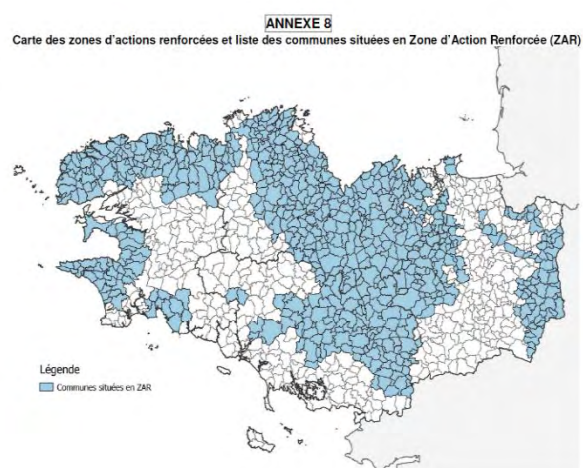 ANNEXE 8
Carte des zones d'actions renforcées et liste des communes situées en Zone d'Action Renforcée (ZAR)
Légende
Communes situées en ZAR